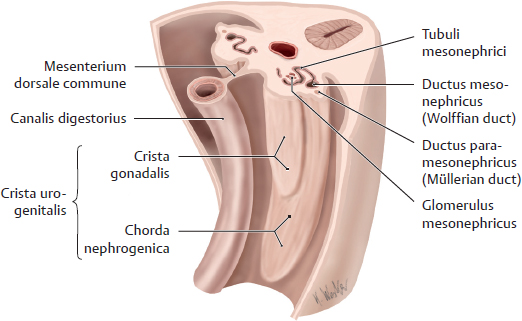 Mesenterium
dorsale commune
Canalis digestorius
Crista
gonadalis
Crista uro-
genitalis
Chorda
nephrogenica
Tubuli
mesonephrici
Ductus meso-
nephricus
(Wolffian duct)
Ductus para-
mesonephricus
(Müllerian duct)
Glomerulus
mesonephricus